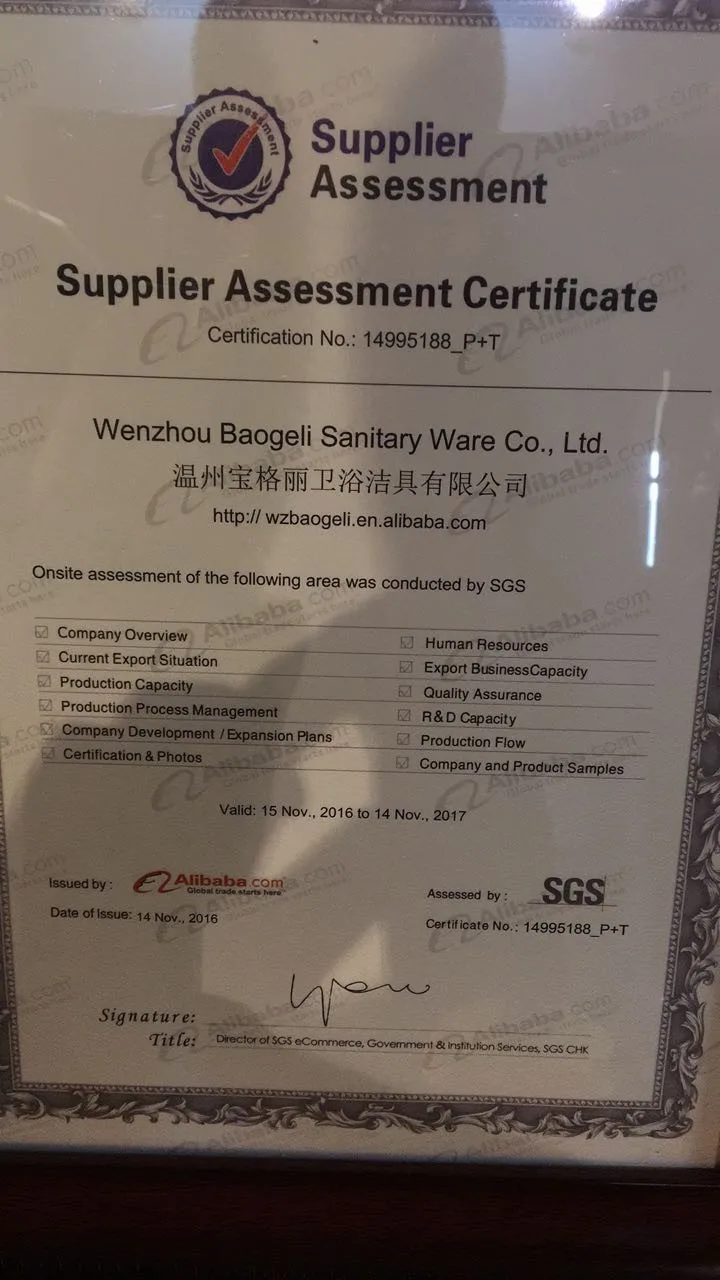 Supplier Assessment
Supplier
Assessment
Supplier Assessment Certificate
Certification No.: 14995188_P+T
Wenzhou Baogeli Sanitary Ware Co., Ltd.
温州宝格丽卫浴洁具有限公司
http:// wzbaogeli.en.alibaba.com
Onsite assessment of the following area was conducted by SGS
Company Overview
Current Export Situation
Production Capacity
Production Process Management
Company Development / Expansion Plans
Certification & Photos
Human Resources
Export BusinessCapacity
Quality Assurance
R&D Capacity
Production Flow
Company and Product Samples
Valid: 15 Nov., 2016 to 14 Nov., 2017
Issued by : Alibaba.com
Global trade starts here.™
Date of Issue: 14 Nov., 2016
Assessed by : SGS
Certificate No.: 14995188_P+T
Signature:
Title: Director of SGS eCommerce, Government & Institution Services, SGS CHK